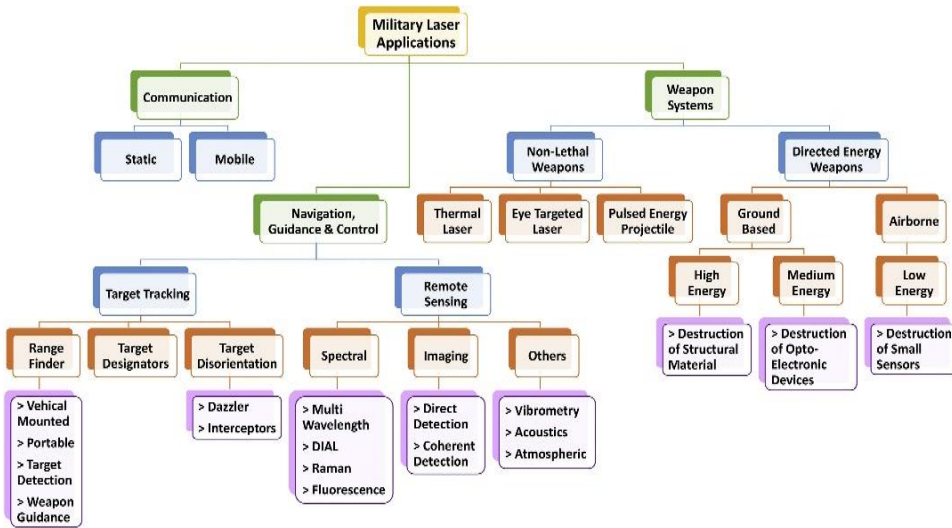 Military Laser
Applications
Communication
Weapon
Systems
Static
Mobile
Non-Lethal
Weapons
Directed Energy
Weapons
Navigation,
Guidance & Control
Thermal
Laser
Eye Targeted
Laser
Pulsed Energy
Projectile
Ground
Based
Airborne
High
Energy
Medium
Energy
Low
Energy
Target Tracking
Remote
Sensing
> Destruction
of Structural
Material
> Destruction
of Opto-
Electronic
Devices
> Destruction
of Small
Sensors
Range
Finder
Target
Designators
Target
Disorientation
Spectral
Imaging
Others
> Vehical
Mounted
> Portable
> Target
Detection
> Weapon
Guidance
> Dazzler
> Interceptors
> Multi
Wavelength
> DIAL
> Raman
> Fluorescence
> Direct
Detection
> Coherent
Detection
> Vibrometry
> Acoustics
> Atmospheric